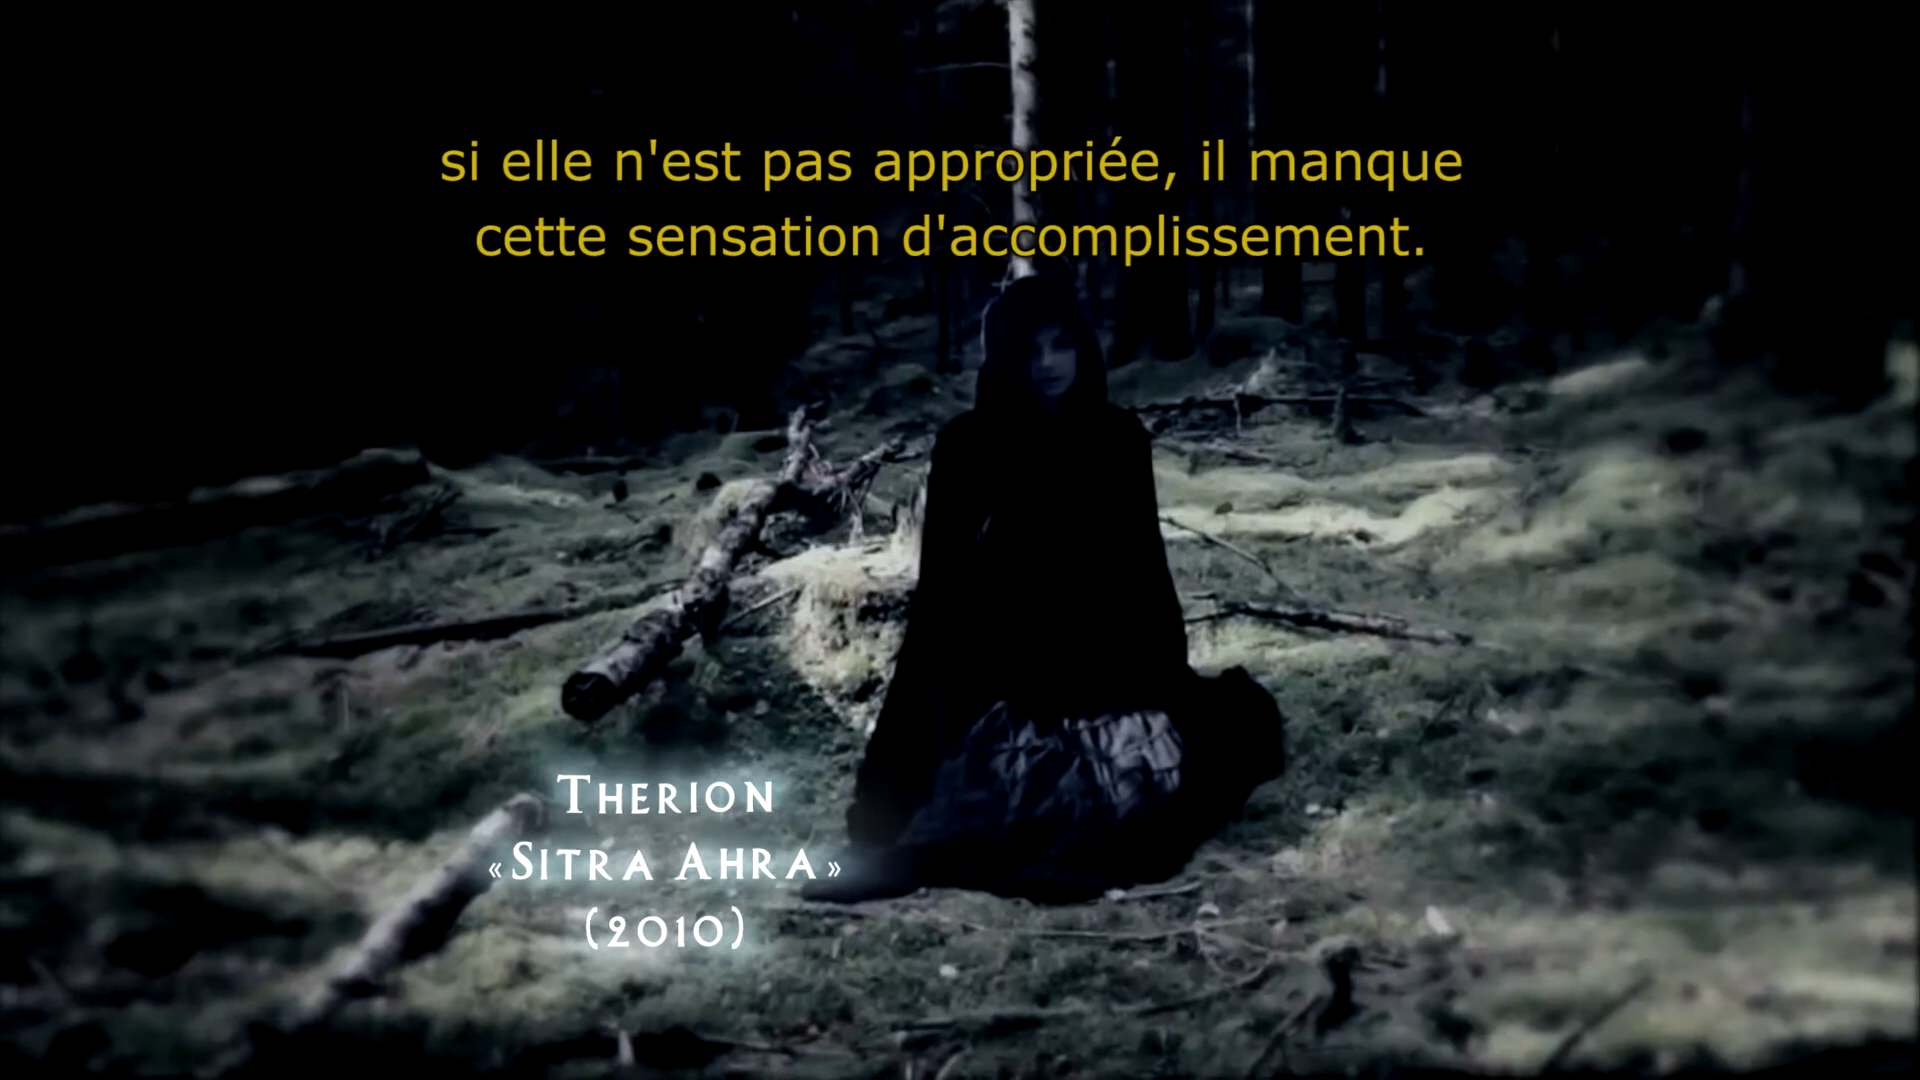 si elle n'est pas appropriée, il manque
cette sensation d'accomplissement.
Therion
«Sitra Ahra»
(2010)